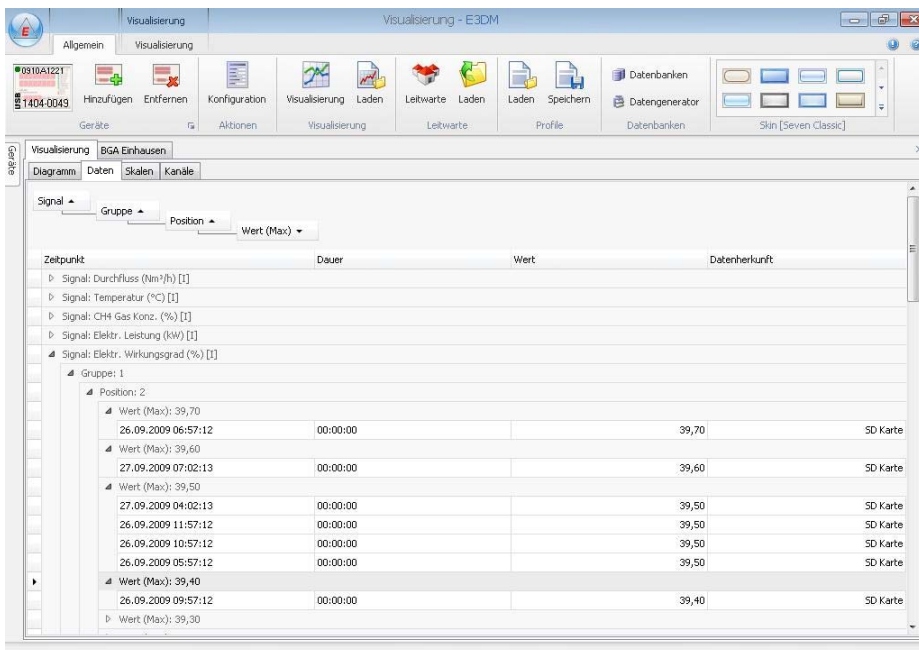 Visualisierung
Visualisierung - E3DM
Allgemein Visualisierung
0910A1221
1404-0049
Hinzufügen Entfernen Konfiguration Visualisierung Laden Leitwarte Laden Laden Speichern Datenbanken
Datengenerator
Geräte Aktionen Visualisierung Leitwarte Profile Datenbanken Skin [Seven Classic]
Geräte
Visualisierung BGA Einhausen
Diagramm Daten Skalen Kanäle
Signal
Gruppe
Position
Wert (Max)
Zeitpunkt Dauer Wert Datenherkunft
Signal: Durchfluss (Nm³/h) [I]
Signal: Temperatur (°C) [I]
Signal: CH4 Gas Konz. (%) [I]
Signal: Elektr. Leistung (kW) [I]
Signal: Elektr. Wirkungsgrad (%) [I]
Gruppe: 1
Position: 2
Wert (Max): 39,70
26.09.2009 06:57:12 00:00:00 39,70 SD Karte
Wert (Max): 39,60
27.09.2009 07:02:13 00:00:00 39,60 SD Karte
Wert (Max): 39,50
27.09.2009 04:02:13 00:00:00 39,50 SD Karte
26.09.2009 11:57:12 00:00:00 39,50 SD Karte
26.09.2009 10:57:12 00:00:00 39,50 SD Karte
26.09.2009 05:57:12 00:00:00 39,50 SD Karte
Wert (Max): 39,40
26.09.2009 09:57:12 00:00:00 39,40 SD Karte
Wert (Max): 39,30